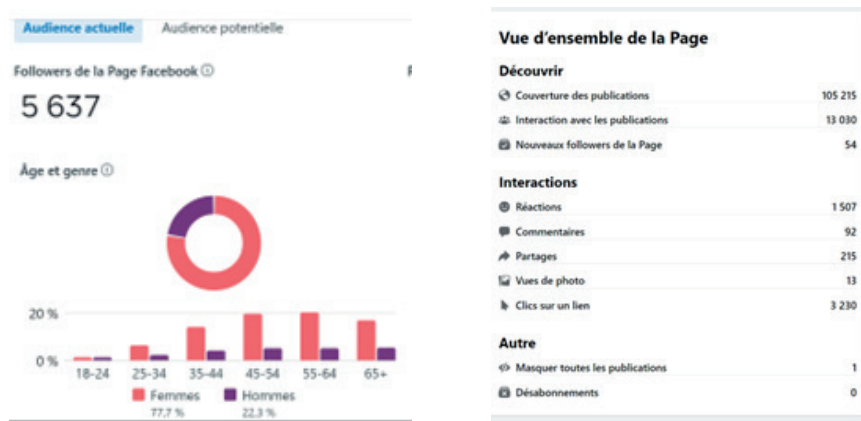 Audience actuelle Audience potentielle
Followers de la Page Facebook
5 637
Âge et genre
20 %
0 %
18-24 25-34 35-44 45-54 55-64 65+
Femmes Hommes
77,7 % 22,3 %
Vue d'ensemble de la Page
Découvrir
Couverture des publications 105 215
Interaction avec les publications 13 030
Nouveaux followers de la Page 54
Interactions
Réactions 1 507
Commentaires 92
Partages 215
Vues de photo 13
Clics sur un lien 3 230
Autre
Masquer toutes les publications 1
Désabonnements 0